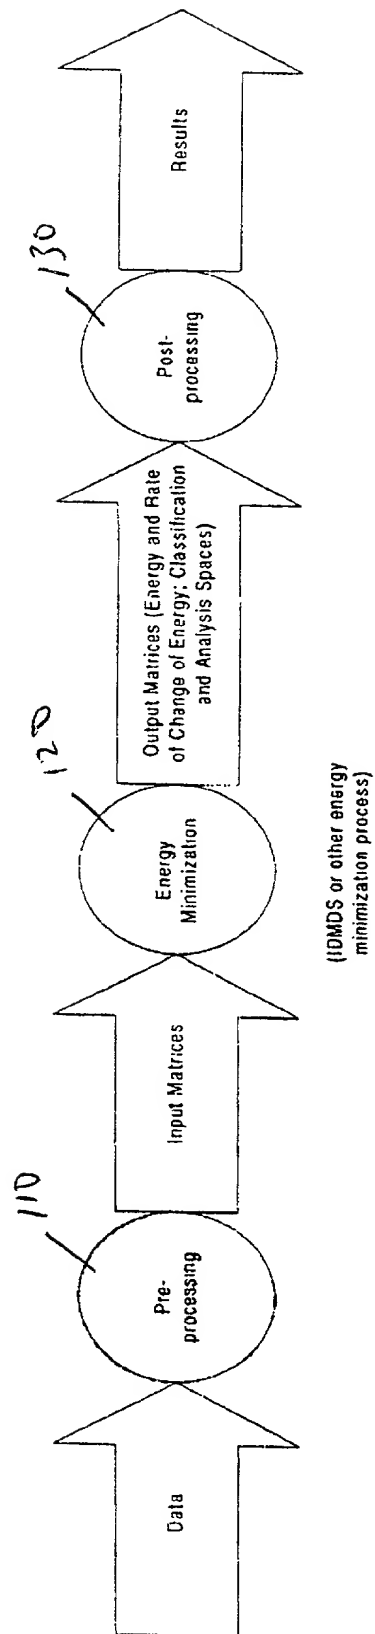 Data
110
Pre-
processing
Input Matrices
120
Energy
Minimization
(IDMDS or other energy
minimization process)
Output Matrices (Energy and Rate
of Change of Energy; Classification
and Analysis Spaces)
130
Post-
processing
Results